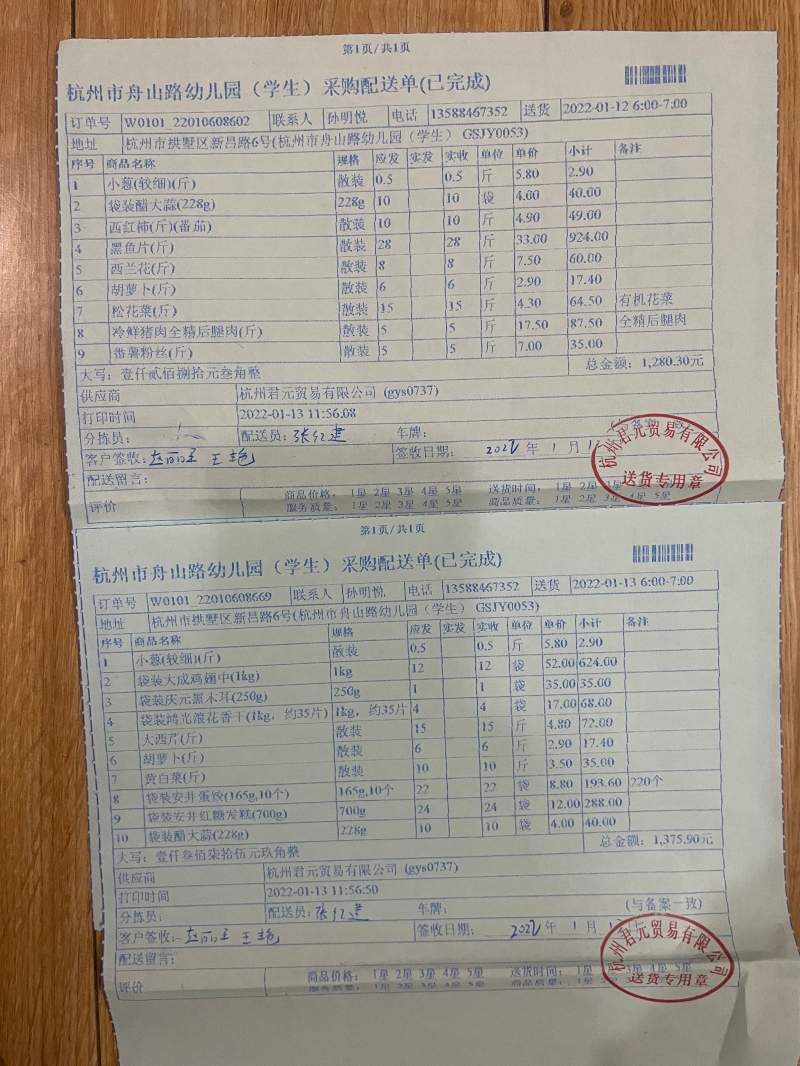 第1页/共1页
杭州市舟山路幼儿园（学生）采购配送单(已完成)
订单号 W0101_22010608602 联系人 孙明悦 电话 13588467352 送货 2022-01-12 6:00-7:00
地址 杭州市拱墅区新昌路6号(杭州市舟山路幼儿园（学生） GSJY0053)
序号 商品名称 规格 应发 实发 实收 单位 单价 小计 备注
1 小葱(较细)(斤) 散装 0.5 0.5 斤 5.80 2.90
2 袋装醋大蒜(228g) 228g 10 10 袋 4.00 40.00
3 西红柿(斤)(番茄) 散装 10 10 斤 4.90 49.00
4 黑鱼片(斤) 散装 28 28 斤 33.00 924.00
5 西兰花(斤) 散装 8 8 斤 7.50 60.00
6 胡萝卜(斤) 散装 6 6 斤 2.90 17.40
7 松花菜(斤) 散装 15 15 斤 4.30 64.50 有机花菜
8 冷鲜猪肉全精后腿肉(斤) 散装 5 5 斤 17.50 87.50 全精后腿肉
9 番薯粉丝(斤) 散装 5 5 斤 7.00 35.00
大写：壹仟贰佰捌拾元叁角整 总金额：1,280.30元
供应商 杭州君元贸易有限公司 (gys0737)
打印时间 2022-01-13 11:56:08
分拣员： 配送员：张红建 车牌：
客户签收： 王艳 签收日期： 2022 年 1 月
杭州君元贸易有限公司
送货专用章
配送留言：
评价 商品价格： 1星 2星 3星 4星 5星 送货时间： 1星 2星 3星 4星 5星
服务质量： 1星 2星 3星 4星 5星 商品质量： 1星 2星 3星 4星 5星
第1页/共1页
杭州市舟山路幼儿园（学生）采购配送单(已完成)
订单号 W0101_22010608669 联系人 孙明悦 电话 13588467352 送货 2022-01-13 6:00-7:00
地址 杭州市拱墅区新昌路6号(杭州市舟山路幼儿园（学生） GSJY0053)
序号 商品名称 规格 应发 实发 实收 单位 单价 小计 备注
1 小葱(较细)(斤) 散装 0.5 0.5 斤 5.80 2.90
2 袋装大成鸡翅中(1kg) 1kg 12 12 袋 52.00 624.00
3 袋装庆元黑木耳(250g) 250g 1 1 袋 35.00 35.00
4 袋装鸿光浪花香干(1kg，约35片) 1kg，约35片 4 4 袋 17.00 68.00
5 大西芹(斤) 散装 15 15 斤 4.80 72.00
6 胡萝卜(斤) 散装 6 6 斤 2.90 17.40
7 黄白菜(斤) 散装 10 10 斤 3.50 35.00
8 袋装安井蛋饺(165g,10个) 165g,10个 22 22 袋 8.80 193.60 220个
9 袋装安井红糖发糕(700g) 700g 24 24 袋 12.00 288.00
10 袋装醋大蒜(228g) 228g 10 10 袋 4.00 40.00
大写：壹仟叁佰柒拾伍元玖角整 总金额：1,375.90元
供应商 杭州君元贸易有限公司 (gys0737)
打印时间 2022-01-13 11:56:50
分拣员： 配送员：张红建 车牌： (与备案一致)
客户签收： 王艳 签收日期： 2022 年 1 月
杭州君元贸易有限公司
送货专用章
配送留言：
评价 商品价格： 1星 2星 3星 4星 5星 送货时间： 1星 3星 4星 5星
服务质量： 1星 2星 3星 4星 5星 商品质量： 1星